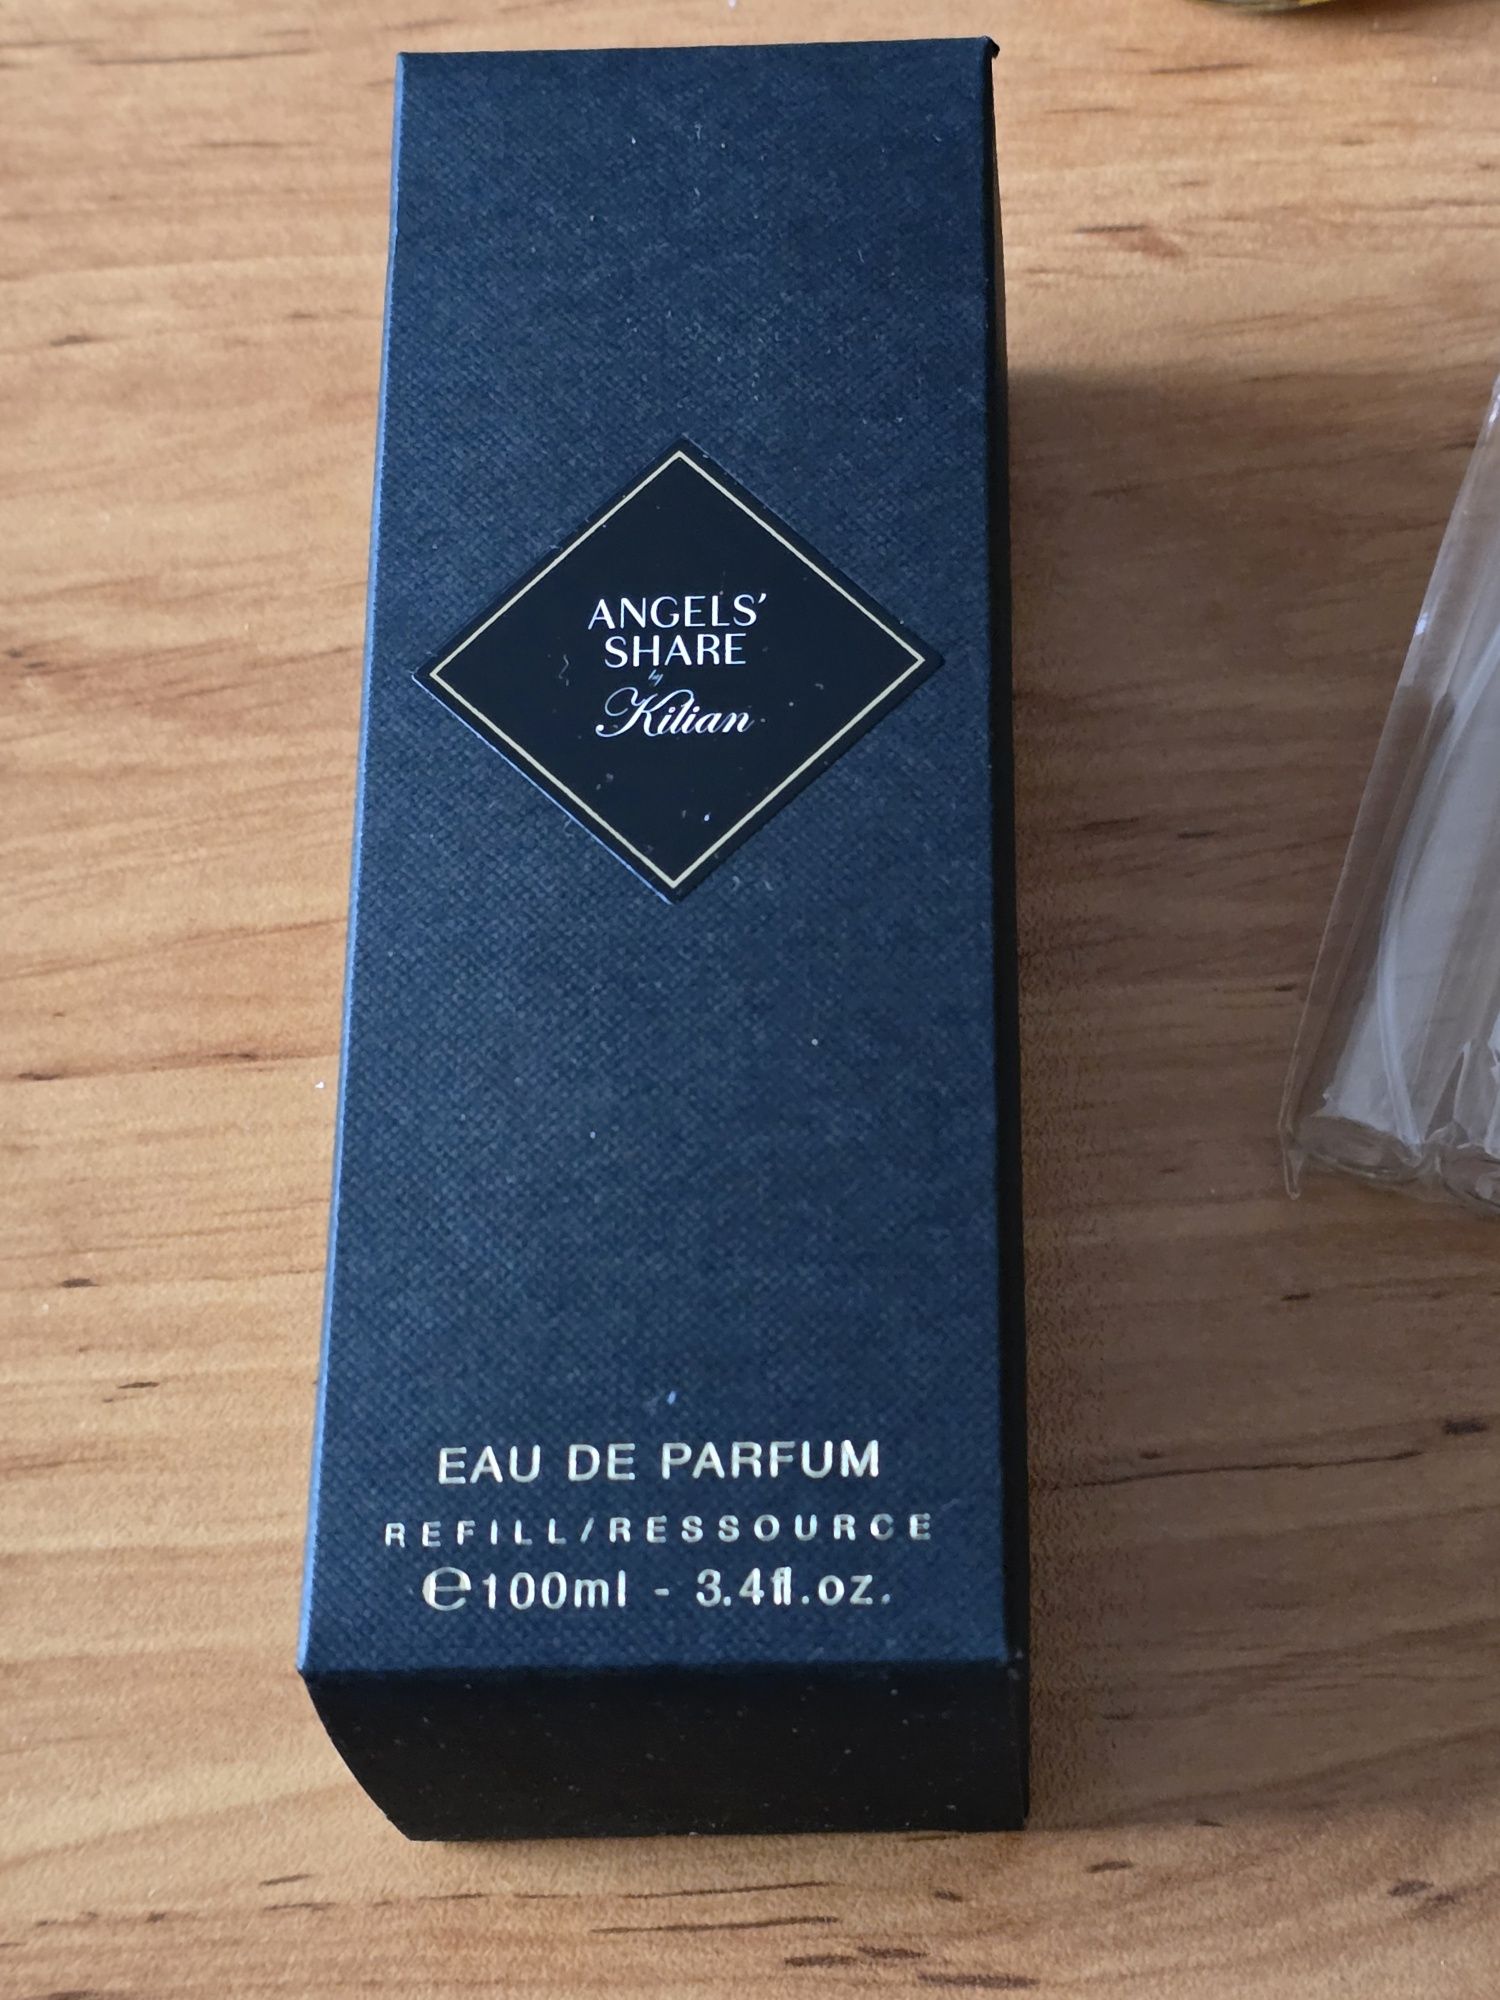 ANGELS'
SHARE
by
Kilian
EAU DE PARFUM
REFILL/RESSOURCE
℮100ml - 3.4fl.oz.